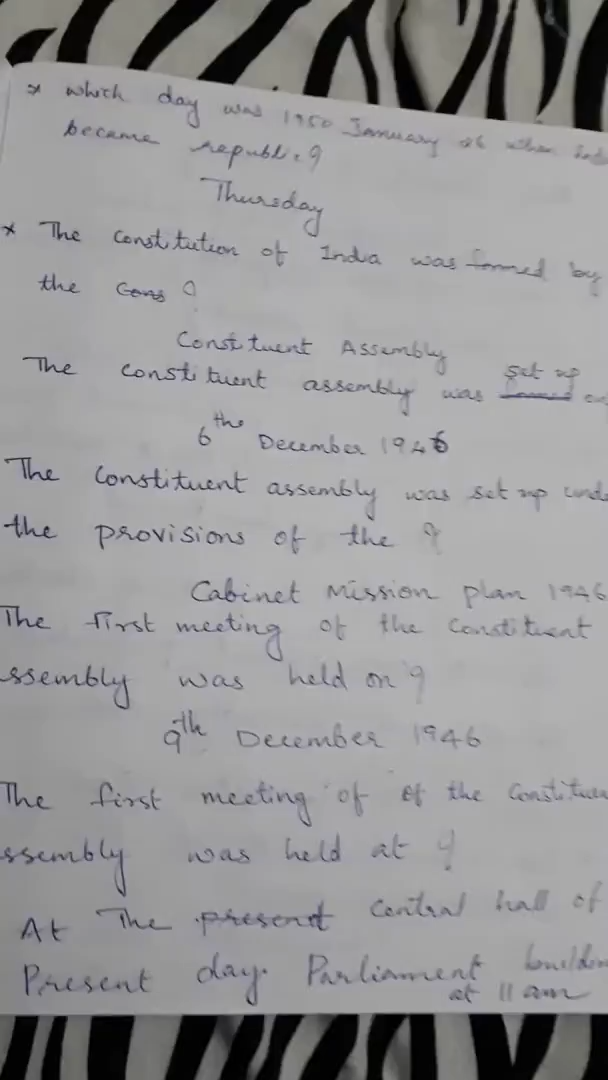 * which day was 1950 January 26 when
became republic?
Thursday
* The constitution of India was formed by
the Cons ?
Constituent Assembly
The constituent assembly was formed set up on
6the December 1946
The Constituent assembly was set up unde
the provisions of the ?
Cabinet Mission plan 1946
The first meeting of the Constituent
ssembly was held on ?
9th December 1946
The first meeting of of the Constituen
ssembly was held at ?
At The present Central hall of
Present day. Parliament building
at 11 am